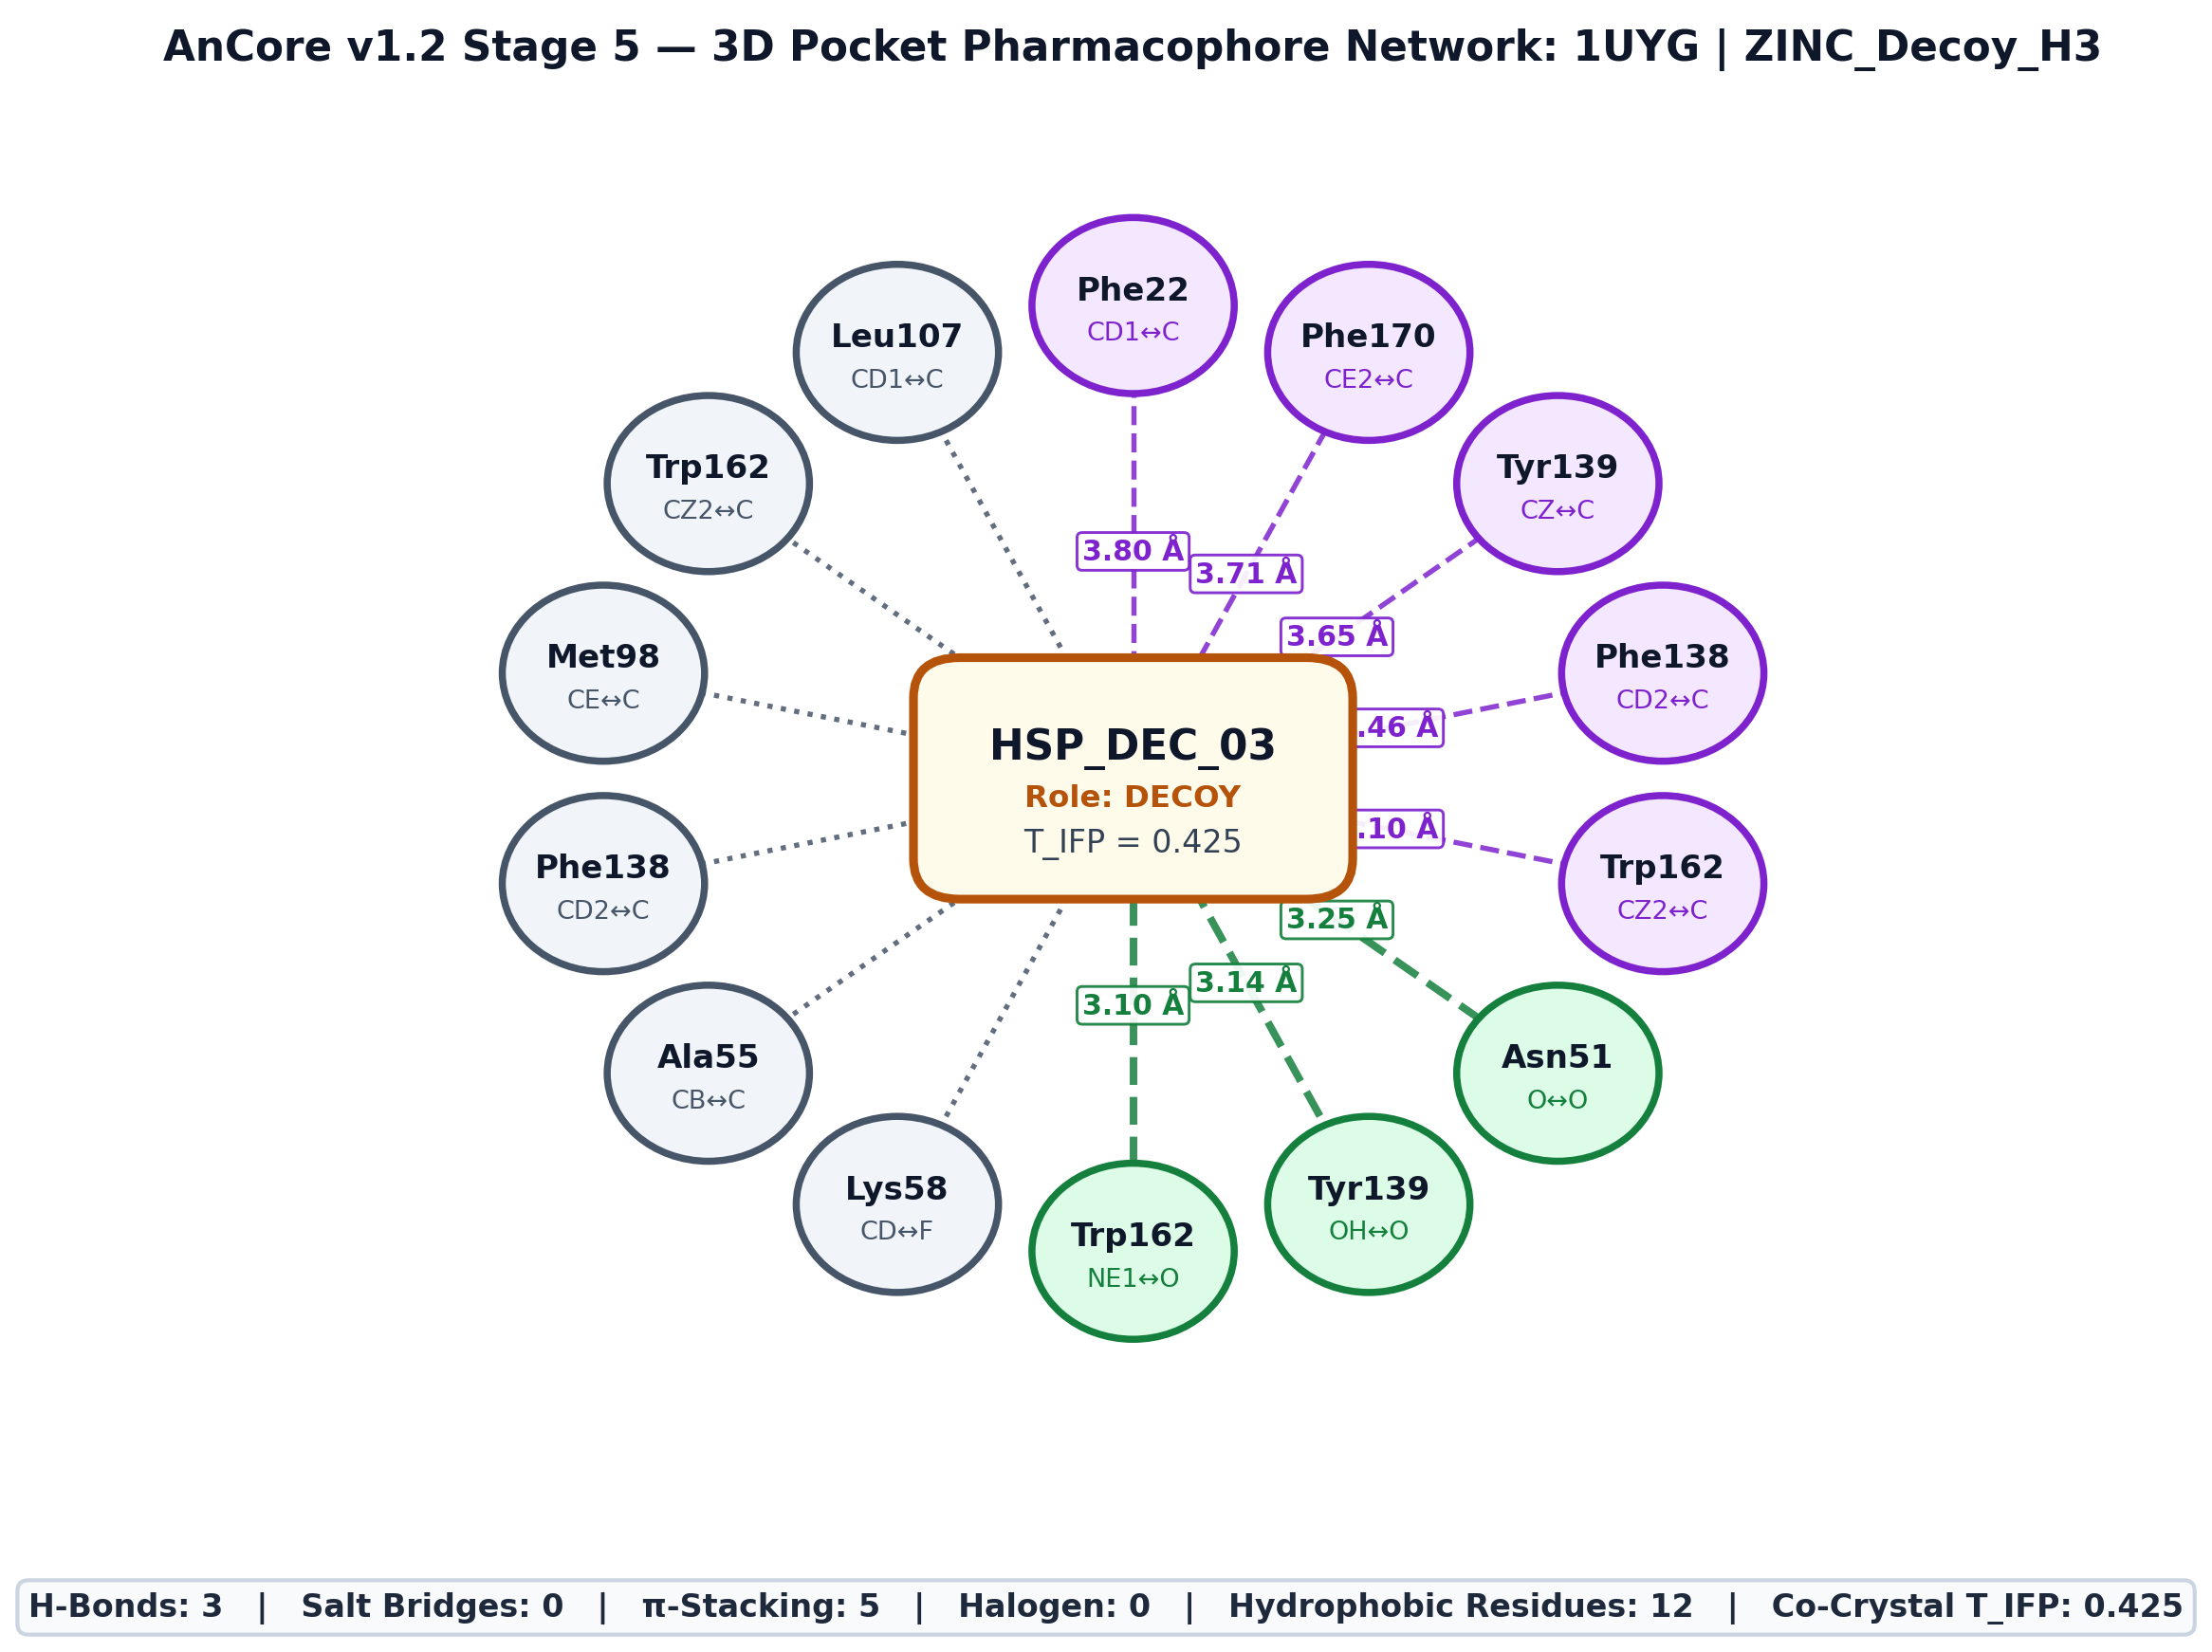 AnCore v1.2 Stage 5 — 3D Pocket Pharmacophore Network: 1UYG | ZINC_Decoy_H3
Phe22
CD1↔C
Leu107
CD1↔C
Phe170
CE2↔C
Trp162
CZ2↔C
Tyr139
CZ↔C
3.80 Å
3.71 Å
3.65 Å
Met98
CE↔C
Phe138
CD2↔C
.46 Å
HSP_DEC_03
Role: DECOY
T_IFP = 0.425
.10 Å
Phe138
CD2↔C
Trp162
CZ2↔C
3.25 Å
3.14 Å
3.10 Å
Ala55
CB↔C
Asn51
O↔O
Lys58
CD↔F
Tyr139
OH↔O
Trp162
NE1↔O
H-Bonds: 3 | Salt Bridges: 0 | π-Stacking: 5 | Halogen: 0 | Hydrophobic Residues: 12 | Co-Crystal T_IFP: 0.425